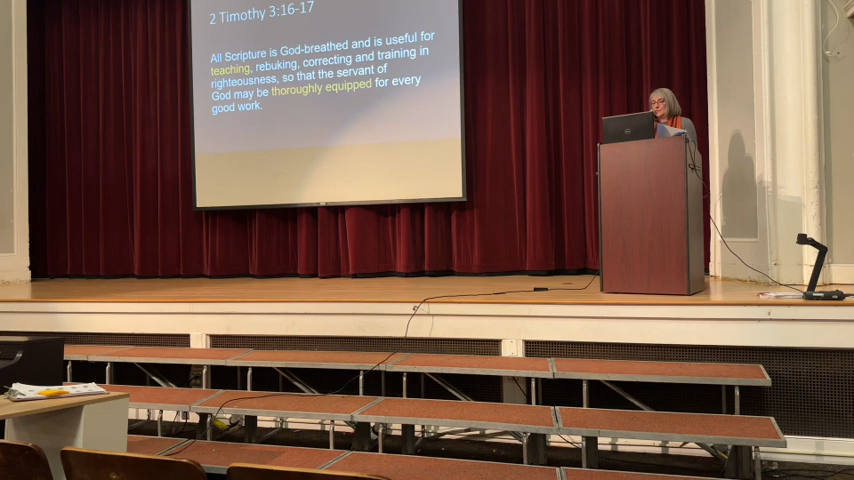 2 Timothy 3:16-17
All Scripture is God-breathed and is useful for
teaching, rebuking, correcting and training in
righteousness, so that the servant of
God may be thoroughly equipped for every
good work.